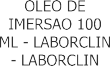 OLEO DE
IMERSAO 100
ML - LABORCLIN
- LABORCLIN